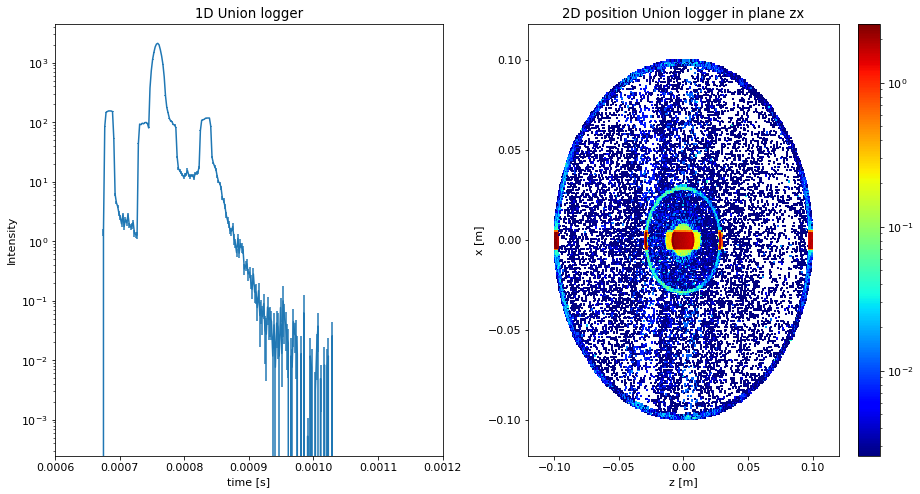 1D Union logger
10³
10²
10¹
10⁰
10⁻¹
10⁻²
10⁻³
Intensity
0.0006 0.0007 0.0008 0.0009 0.0010 0.0011 0.0012
time [s]
2D position Union logger in plane zx
0.10
0.05
0.00
−0.05
−0.10
x [m]
−0.10 −0.05 0.00 0.05 0.10
z [m]
10⁰
10⁻¹
10⁻²